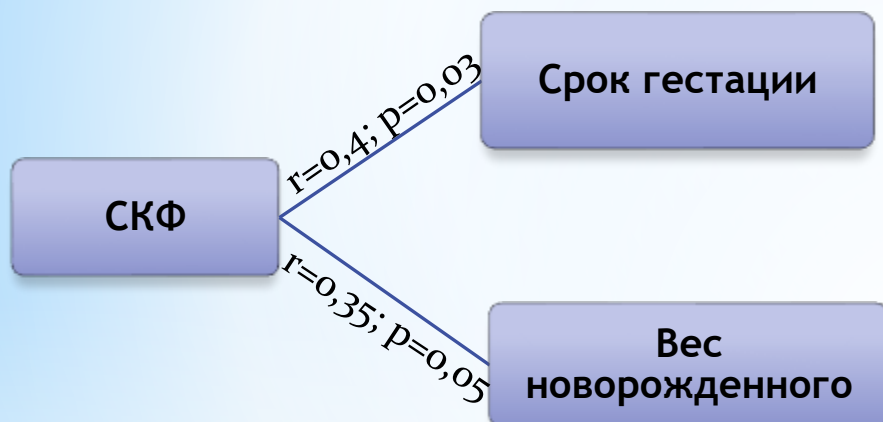 r=0,4; p=0,03
Срок гестации
СКФ
r=0,35; p=0,05
Вес
новорожденного